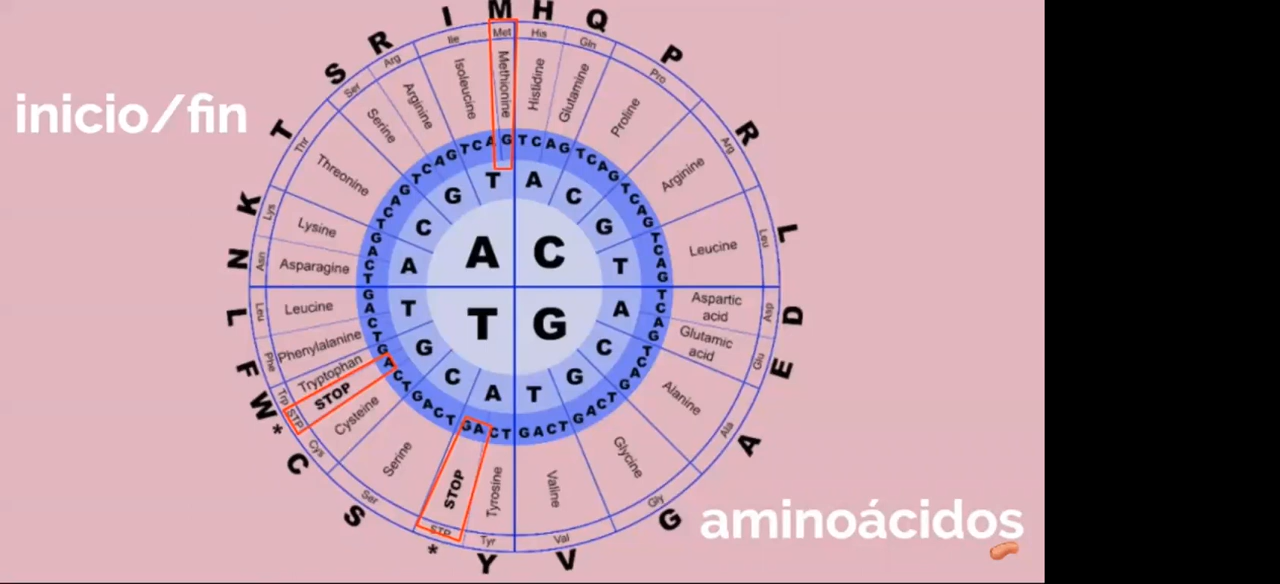 inicio/fin
aminoácidos
I M H Q P R L D E A G V Y * S C * W F L N K T S R
Ile Met His Gln Pro Arg Leu Asp Glu Ala Gly Val Tyr STP Ser Cys STP Trp Phe Leu Asn Lys Thr Ser Arg
Isoleucine
Methionine
Histidine
Glutamine
Proline
Arginine
Leucine
Aspartic
acid
Glutamic
acid
Alanine
Glycine
Valine
Tyrosine
STOP
Serine
Cysteine
STOP
Tryptophan
Phenylalanine
Leucine
Asparagine
Lysine
Threonine
Serine
Arginine
T C A G T C A G T C A G T C A G
T C A G T C A G T C A G T C A G
T C A G T C A G T C A G T C A G
T C A G T C A G T C A G T C A G
A C G T
A C G T
A C G T
A C G T
A C
T G